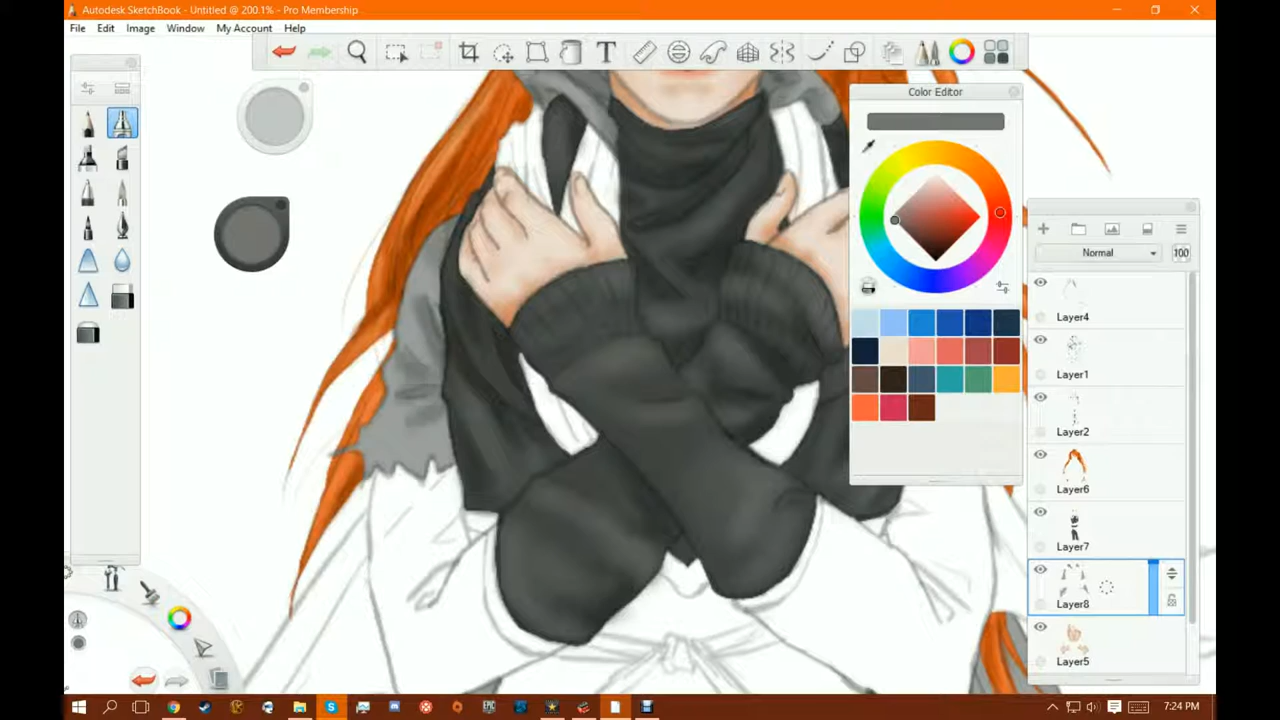 Autodesk SketchBook - Untitled @ 200.1% - Pro Membership
File Edit Image Window My Account Help
T
Color Editor
Normal 100
Layer4
Layer1
Layer2
Layer6
Layer7
Layer8
Layer5
7:24 PM